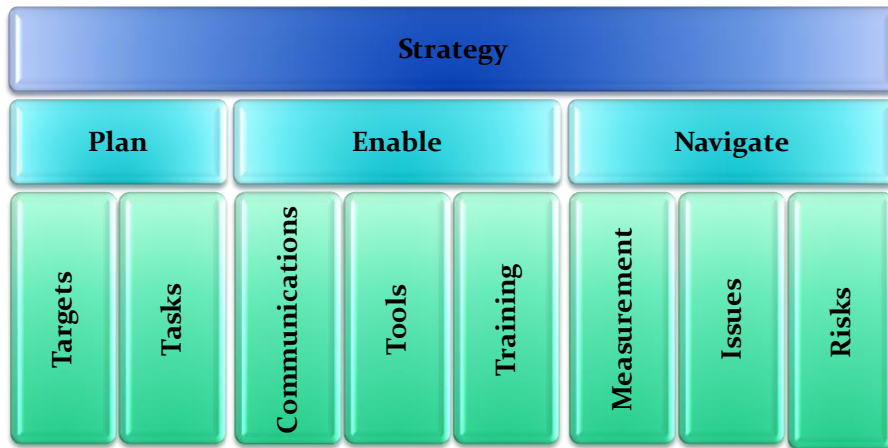 Strategy
Plan
Enable
Navigate
Targets
Tasks
Communications
Tools
Training
Measurement
Issues
Risks